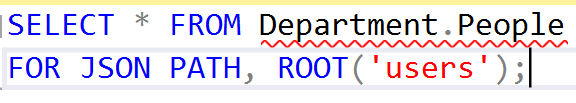 SELECT * FROM Department.People
FOR JSON PATH, ROOT('users');